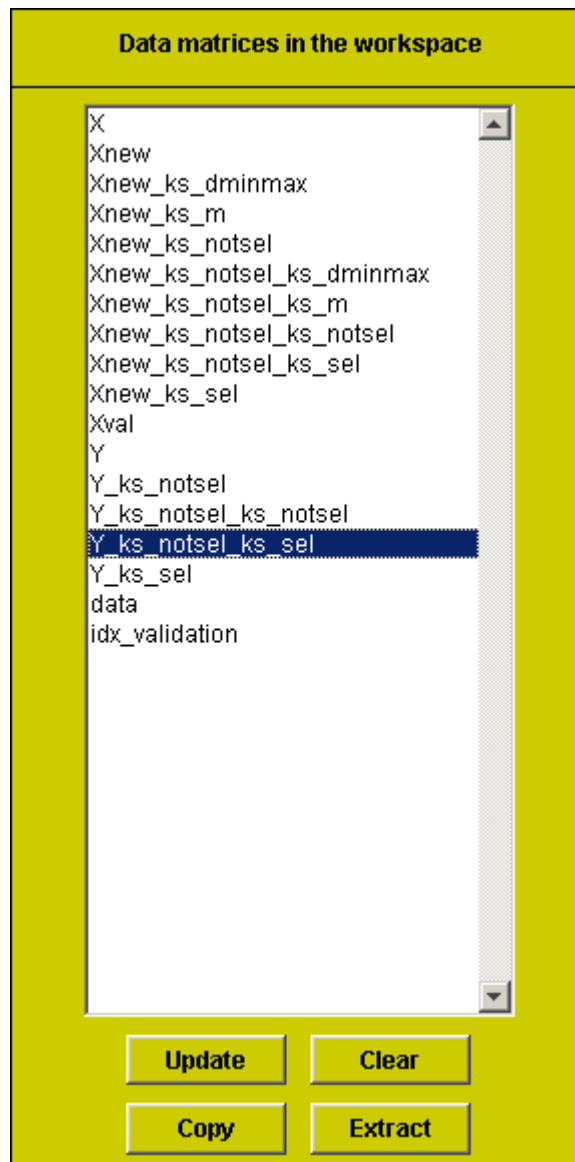 Data matrices in the workspace
X
Xnew
Xnew_ks_dminmax
Xnew_ks_m
Xnew_ks_notsel
Xnew_ks_notsel_ks_dminmax
Xnew_ks_notsel_ks_m
Xnew_ks_notsel_ks_notsel
Xnew_ks_notsel_ks_sel
Xnew_ks_sel
Xval
Y
Y_ks_notsel
Y_ks_notsel_ks_notsel
Y_ks_notsel_ks_sel
Y_ks_sel
data
idx_validation
Update Clear
Copy Extract